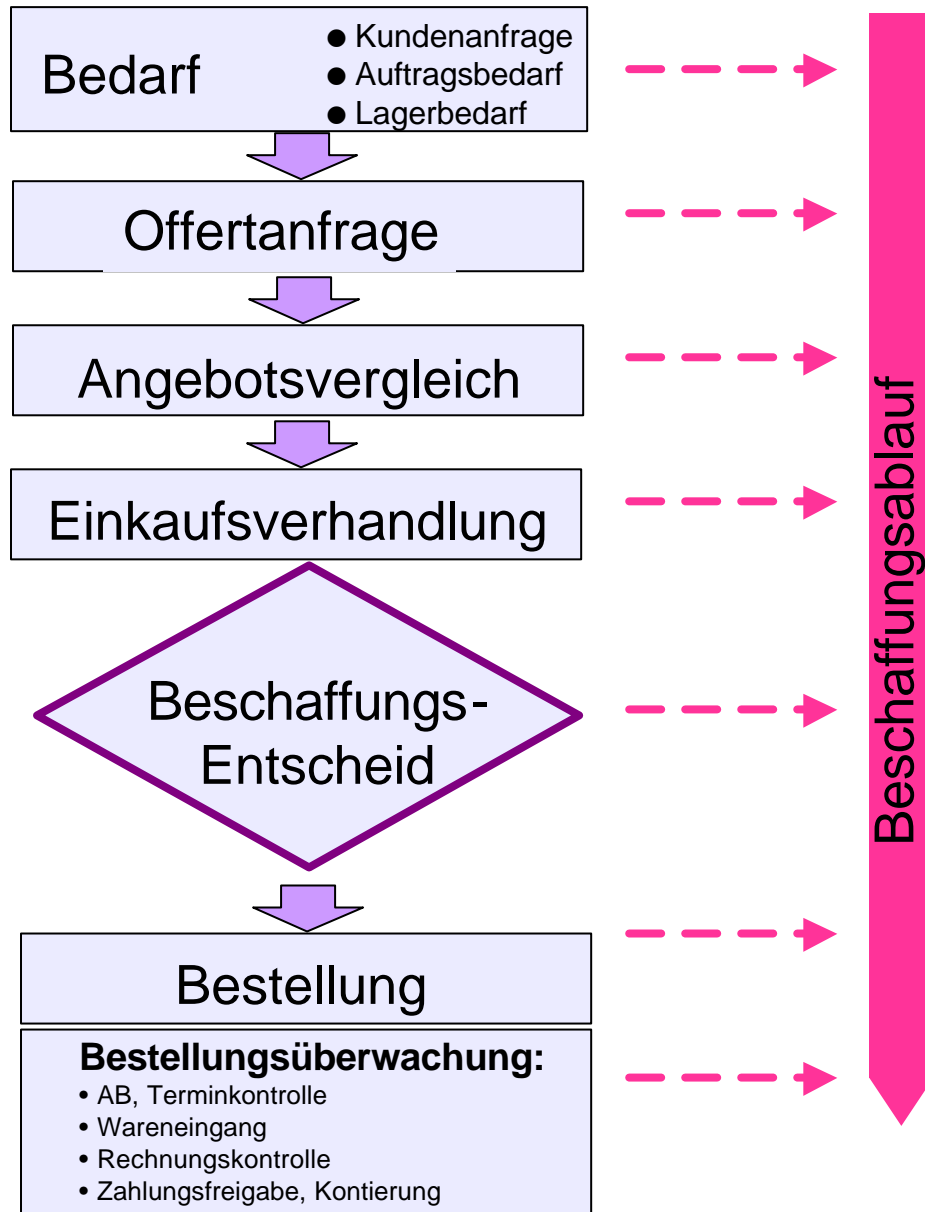 Bedarf
● Kundenanfrage
● Auftragsbedarf
● Lagerbedarf
Offertanfrage
Angebotsvergleich
Einkaufsverhandlung
Beschaffungs-
Entscheid
Bestellung
Bestellungsüberwachung:
• AB, Terminkontrolle
• Wareneingang
• Rechnungskontrolle
• Zahlungsfreigabe, Kontierung
Beschaffungsablauf